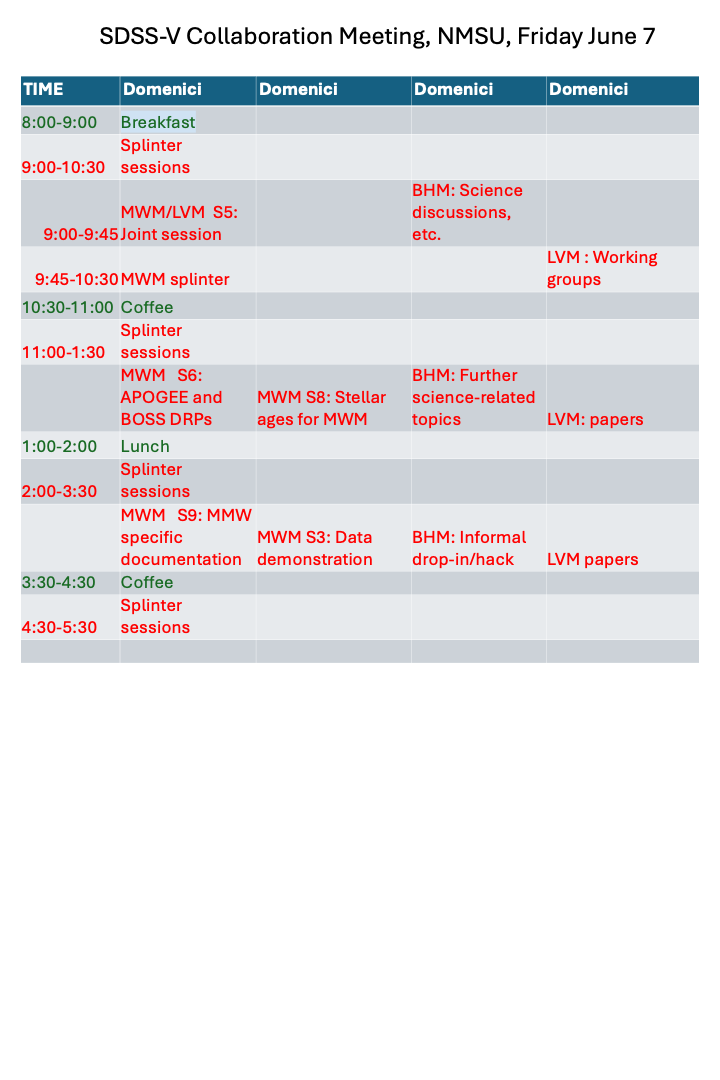 SDSS-V Collaboration Meeting, NMSU, Friday June 7
TIME Domenici Domenici Domenici Domenici
8:00-9:00 Breakfast
Splinter
9:00-10:30 sessions
BHM: Science
MWM/LVM S5: discussions,
9:00-9:45 Joint session etc.
LVM : Working
9:45-10:30 MWM splinter groups
10:30-11:00 Coffee
Splinter
11:00-1:30 sessions
MWM S6: BHM: Further
APOGEE and MWM S8: Stellar science-related
BOSS DRPs ages for MWM topics LVM: papers
1:00-2:00 Lunch
Splinter
2:00-3:30 sessions
MWM S9: MMW
specific MWM S3: Data BHM: Informal
documentation demonstration drop-in/hack LVM papers
3:30-4:30 Coffee
Splinter
4:30-5:30 sessions